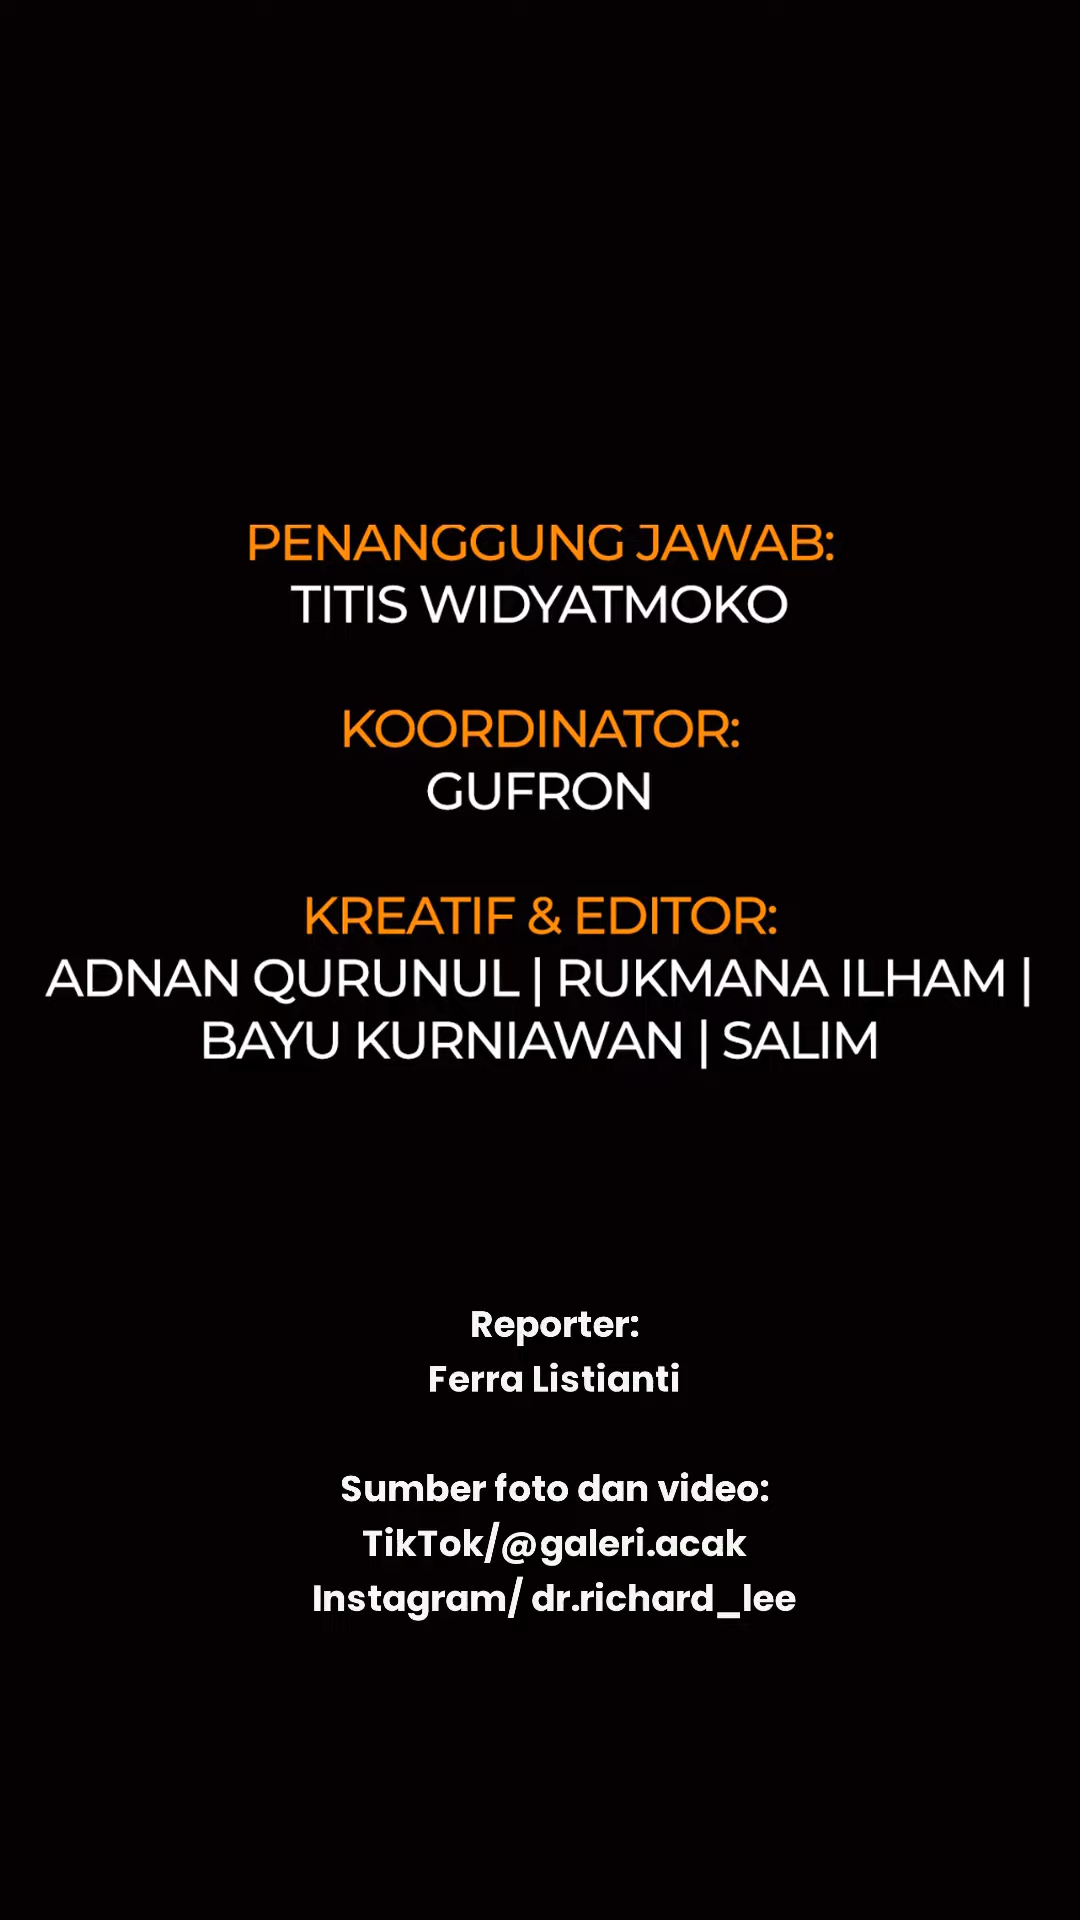 PENANGGUNG JAWAB:
TITIS WIDYATMOKO
KOORDINATOR:
GUFRON
KREATIF & EDITOR:
ADNAN QURUNUL | RUKMANA ILHAM |
BAYU KURNIAWAN | SALIM
Reporter:
Ferra Listianti
Sumber foto dan video:
TikTok/@galeri.acak
Instagram/ dr.richard_lee